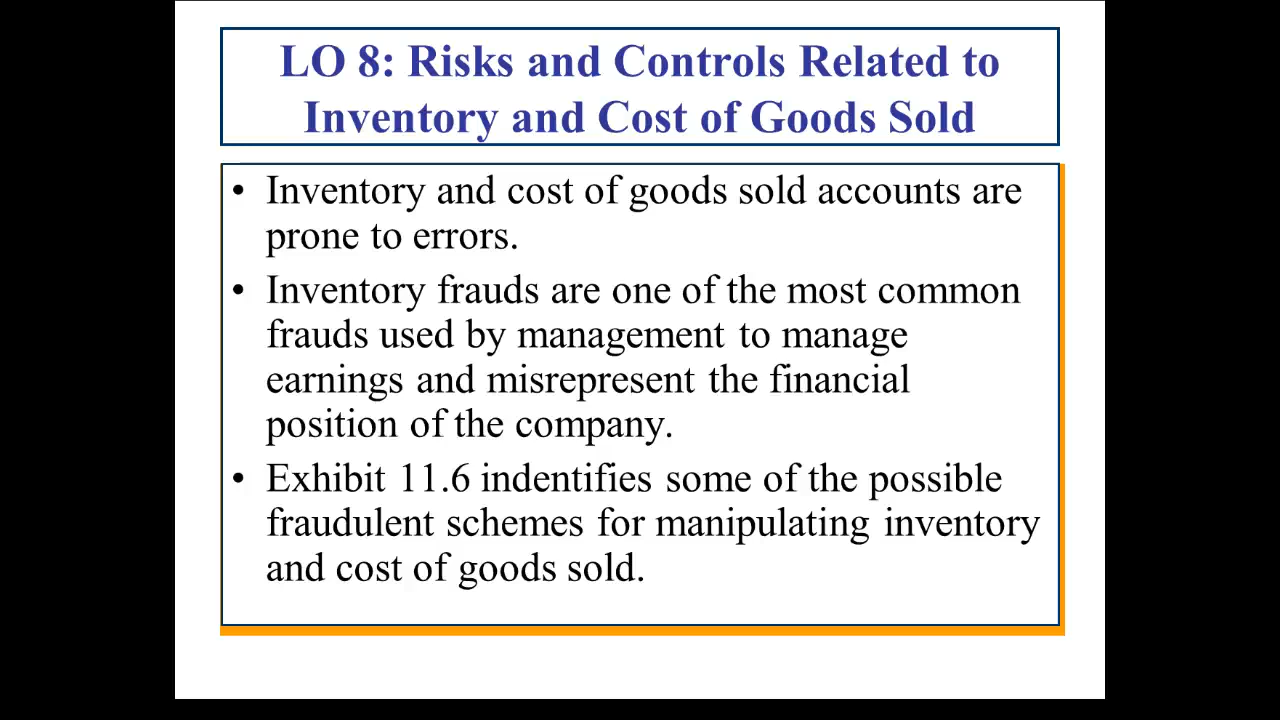 LO 8: Risks and Controls Related to
Inventory and Cost of Goods Sold
• Inventory and cost of goods sold accounts are
prone to errors.
• Inventory frauds are one of the most common
frauds used by management to manage
earnings and misrepresent the financial
position of the company.
• Exhibit 11.6 indentifies some of the possible
fraudulent schemes for manipulating inventory
and cost of goods sold.